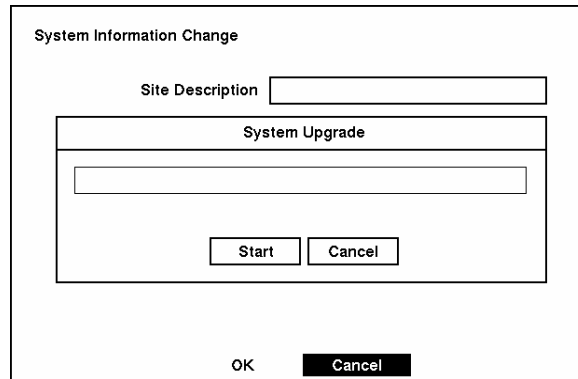 System Information Change
Site Description
System Upgrade
Start Cancel
OK Cancel